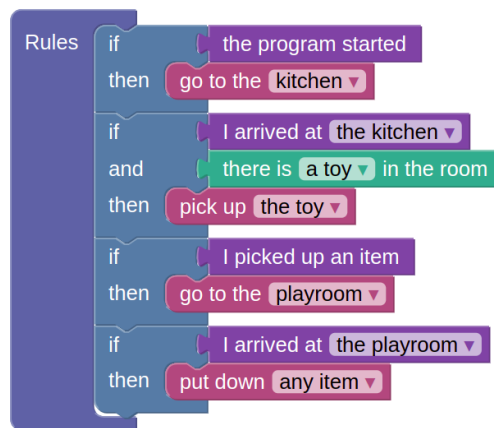 Rules if the program started
then go to the kitchen ▾
if I arrived at the kitchen ▾
and there is a toy ▾ in the room
then pick up the toy ▾
if I picked up an item
then go to the playroom ▾
if I arrived at the playroom ▾
then put down any item ▾